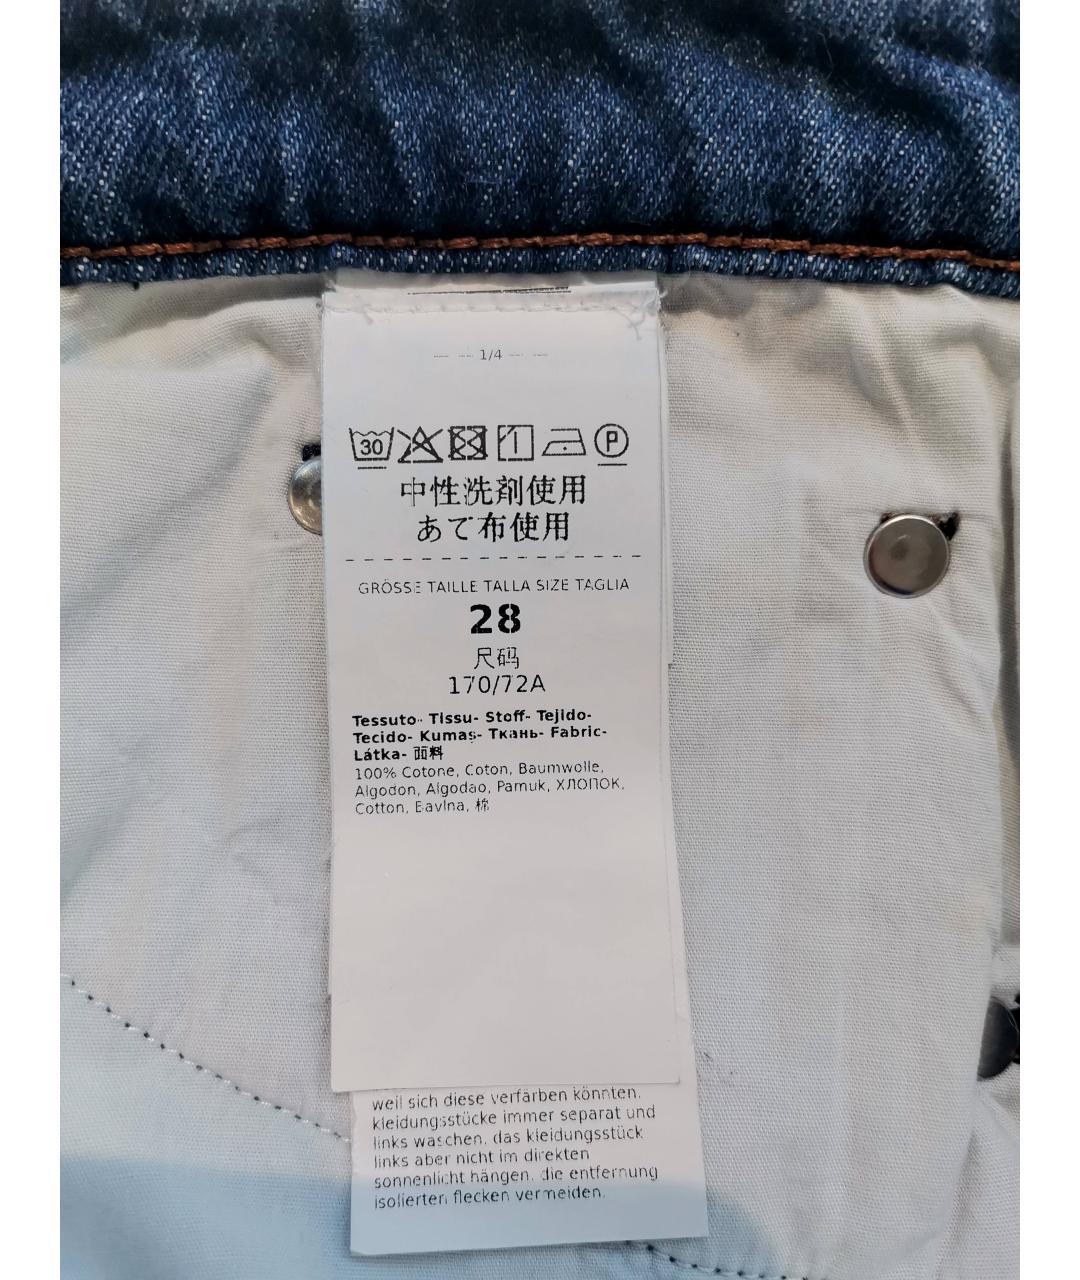 1/4
30 P
中性洗剤使用
あて布使用
GRÖSSE TAILLE TALLA SIZE TAGLIA
28
尺码
170/72A
Tessuto- Tissu- Stoff- Tejido-
Tecido- Kumaş- Ткань- Fabric-
Látka- 面料
100% Cotone, Coton, Baumwolle,
Algodon, Algodao, Pamuk, ХЛОПОК,
Cotton, Bavlna, 棉
weil sich diese verfärben könnten.
kleidungsstücke immer separat und
links waschen. das kleidungsstück
links aber nicht im direkten
sonnenlicht hängen. die entfernung
isolierten flecken vermeiden.